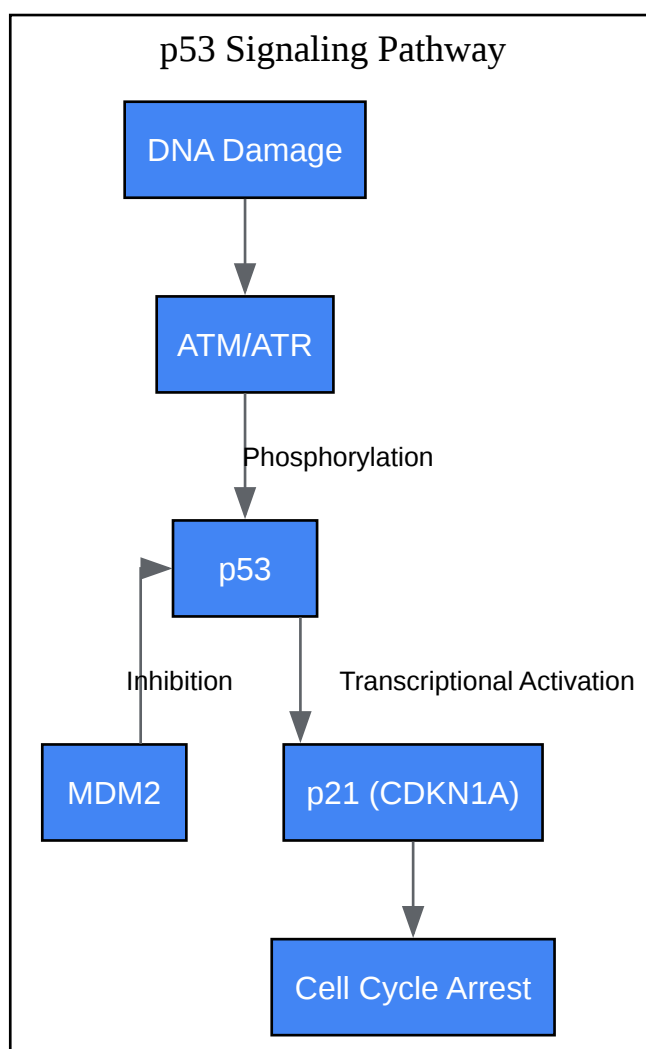 p53 Signaling Pathway
DNA Damage
ATM/ATR
Phosphorylation
p53
Inhibition
Transcriptional Activation
MDM2
p21 (CDKN1A)
Cell Cycle Arrest